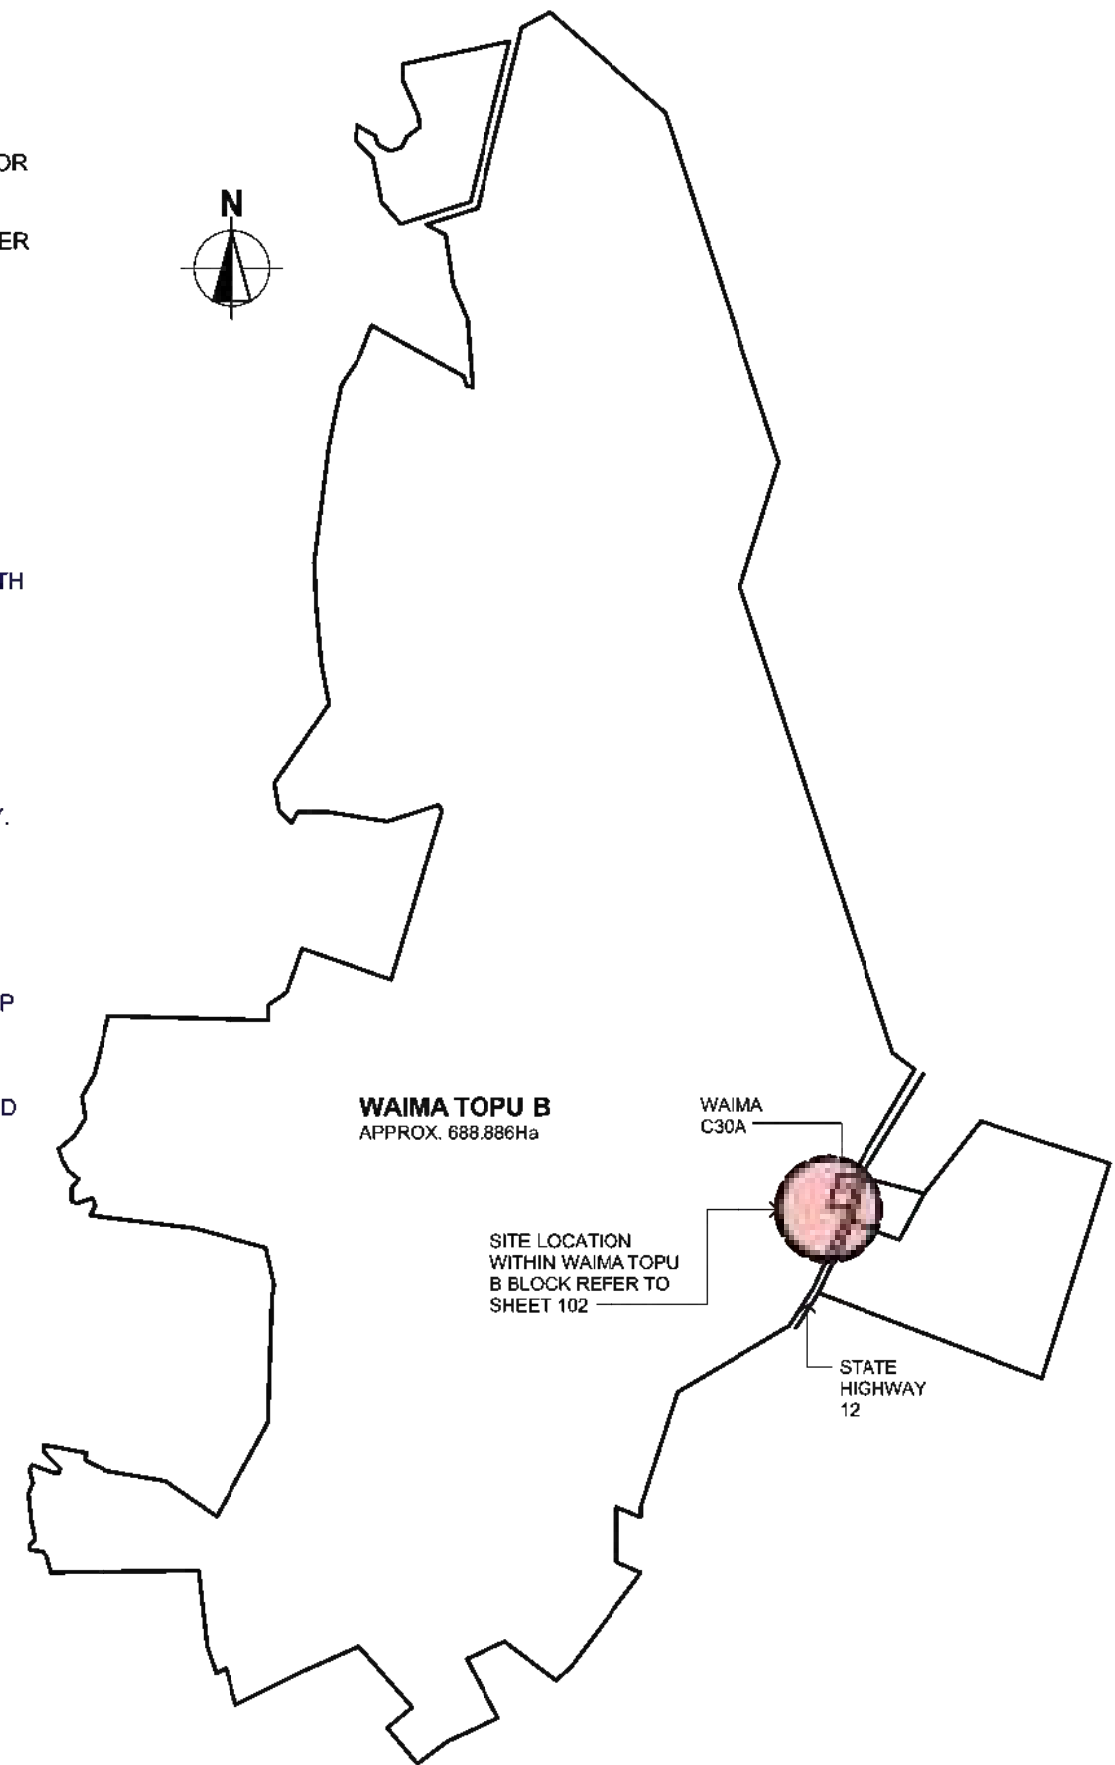 OR
N
ER
TH
Y.
P
D
WAIMA TOPU B
APPROX. 688.886Ha
WAIMA
C30A
SITE LOCATION
WITHIN WAIMA TOPU
B BLOCK REFER TO
SHEET 102
STATE
HIGHWAY
12